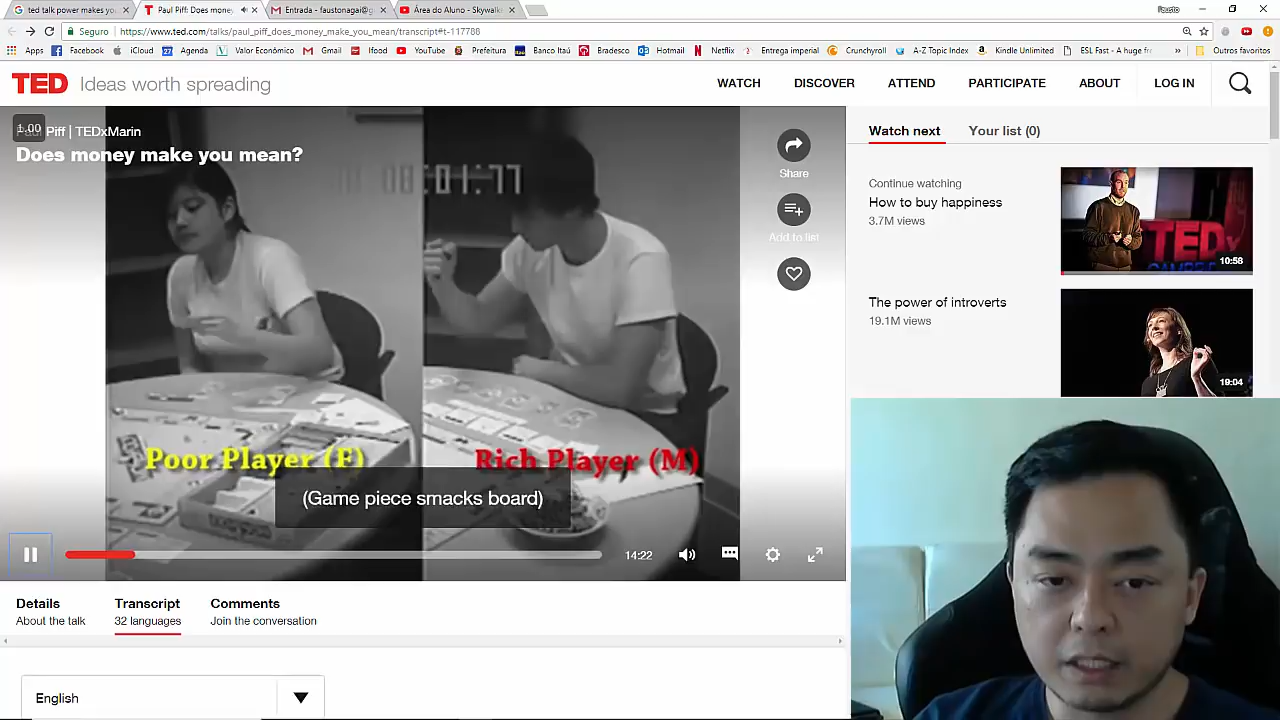 ted talk power makes yo
Paul Piff: Does money
Entrada - faustonagai@g
Área do Aluno - Skywalk
Fausto
Seguro
https://www.ted.com/talks/paul_piff_does_money_make_you_mean/transcript#t-117788
Apps
Facebook
iCloud
Agenda
Valor Econômico
Gmail
Ifood
YouTube
Prefeitura
Banco Itaú
Bradesco
Hotmail
Netflix
Entrega imperial
Crunchyroll
A-Z Topic Index
Kindle Unlimited
ESL Fast - A huge fr
»
Outros favoritos
TED Ideas worth spreading
WATCH
DISCOVER
ATTEND
PARTICIPATE
ABOUT
LOG IN
1.00
Piff | TEDxMarin
Does money make you mean?
:01.77
Share
Add to list
Poor Player (F)
Rich Player (M)
(Game piece smacks board)
14:22
Details
About the talk
Transcript
32 languages
Comments
Join the conversation
English
Watch next
Your list (0)
Continue watching
How to buy happiness
3.7M views
TEDx
10:58
The power of introverts
19.1M views
19:04